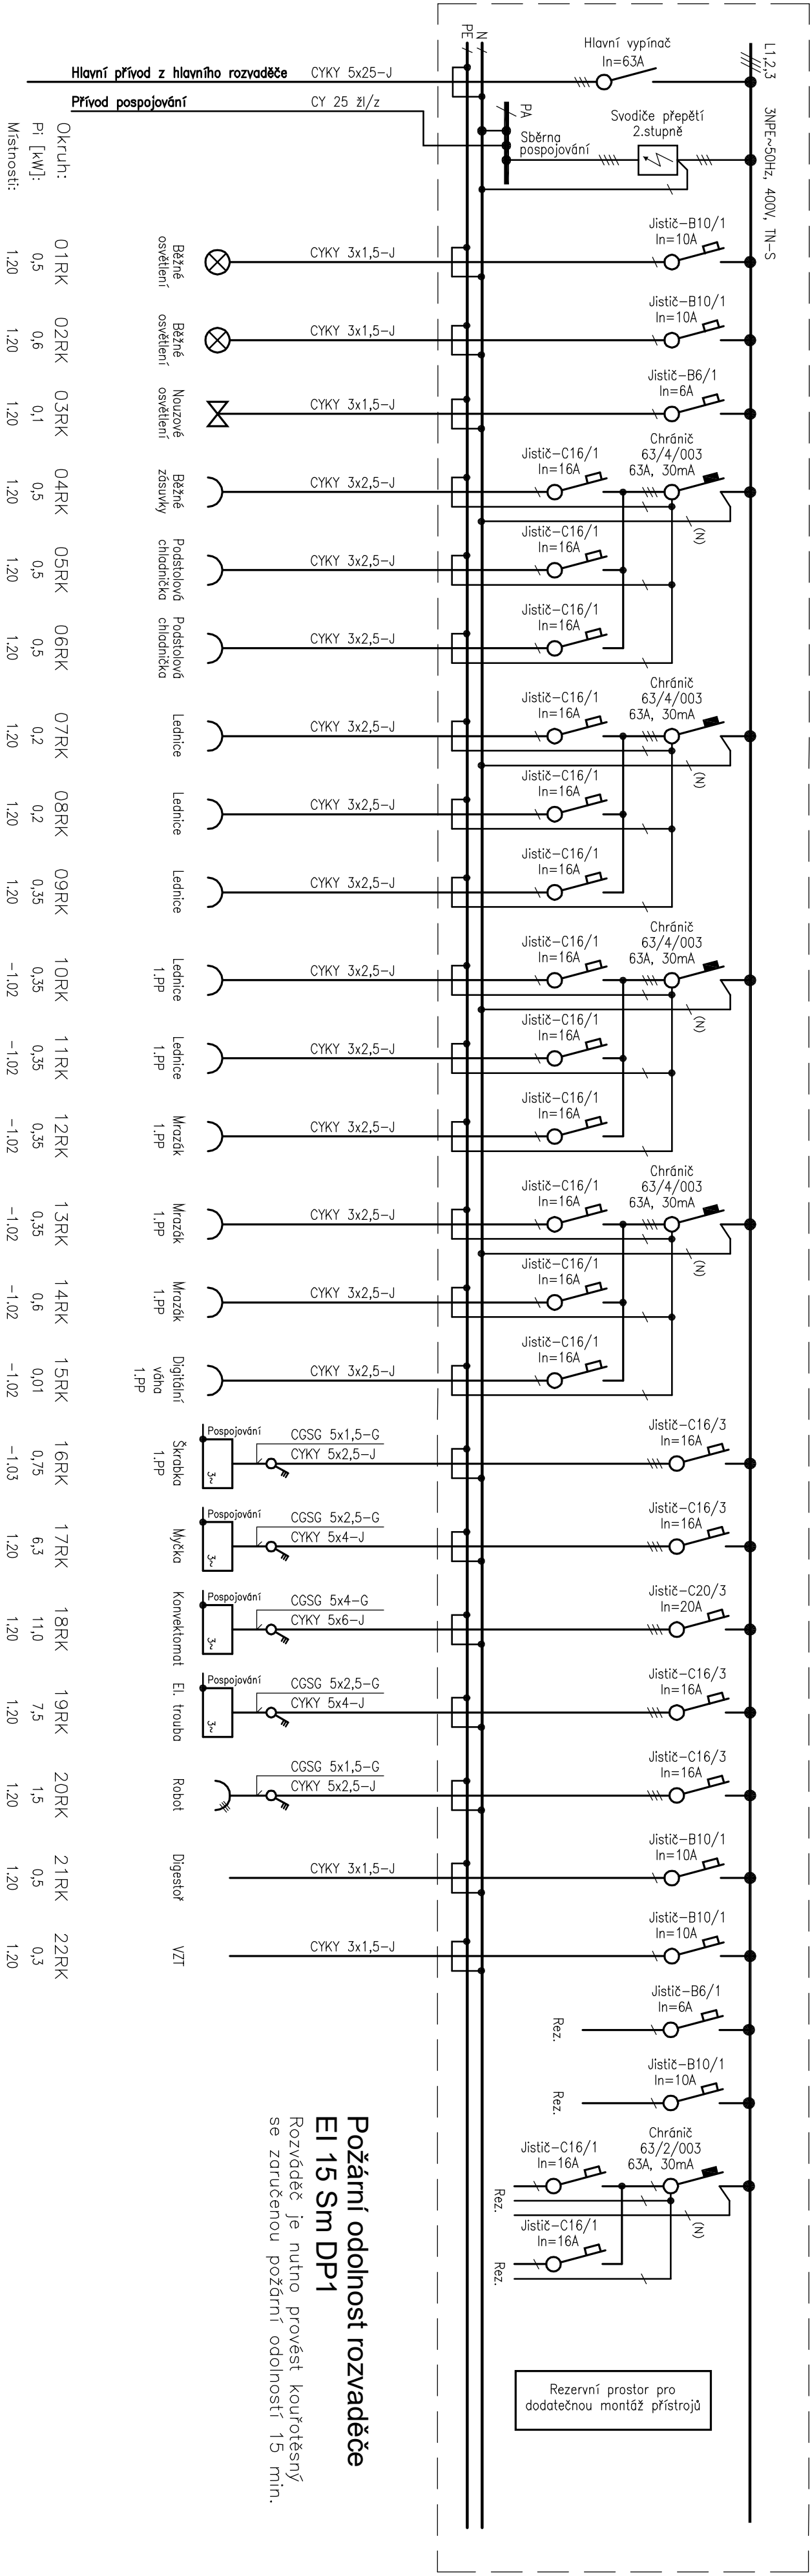 L1,2,3
3NPE~50Hz, 400V, TN-S
N
PE
Hlavní vypínač
In=63A
Hlavní přívod z hlavního rozvaděče
CYKY 5x25-J
Přívod pospojování
CY 25 žl/z
PA
Sběrna
pospojování
Svodiče přepětí
2.stupně
Okruh:
Pi [kW]:
Místnosti:
Jistič-B10/1
In=10A
CYKY 3x1,5-J
Běžné
osvětlení
01RK
0,5
1.20
Jistič-B10/1
In=10A
CYKY 3x1,5-J
Běžné
osvětlení
02RK
0,6
1.20
Jistič-B6/1
In=6A
CYKY 3x1,5-J
Nouzové
osvětlení
03RK
0,1
1.20
Chránič
63/4/003
63A, 30mA
(N)
Jistič-C16/1
In=16A
CYKY 3x2,5-J
Běžné
zásuvky
04RK
0,5
1.20
Jistič-C16/1
In=16A
CYKY 3x2,5-J
Podstolová
chladnička
05RK
0,5
1.20
Jistič-C16/1
In=16A
CYKY 3x2,5-J
Podstolová
chladnička
06RK
0,5
1.20
Chránič
63/4/003
63A, 30mA
(N)
Jistič-C16/1
In=16A
CYKY 3x2,5-J
Lednice
07RK
0,2
1.20
Jistič-C16/1
In=16A
CYKY 3x2,5-J
Lednice
08RK
0,2
1.20
Jistič-C16/1
In=16A
CYKY 3x2,5-J
Lednice
09RK
0,35
1.20
Chránič
63/4/003
63A, 30mA
(N)
Jistič-C16/1
In=16A
CYKY 3x2,5-J
Lednice
1.PP
10RK
0,35
-1.02
Jistič-C16/1
In=16A
CYKY 3x2,5-J
Lednice
1.PP
11RK
0,35
-1.02
Jistič-C16/1
In=16A
CYKY 3x2,5-J
Mrazák
1.PP
12RK
0,35
-1.02
Chránič
63/4/003
63A, 30mA
(N)
Jistič-C16/1
In=16A
CYKY 3x2,5-J
Mrazák
1.PP
13RK
0,35
-1.02
Jistič-C16/1
In=16A
CYKY 3x2,5-J
Mrazák
1.PP
14RK
0,6
-1.02
Jistič-C16/1
In=16A
CYKY 3x2,5-J
Digitální
váha
1.PP
15RK
0,01
-1.02
Jistič-C16/3
In=16A
CGSG 5x1,5-G
CYKY 5x2,5-J
Pospojování
3~
Škrabka
1.PP
16RK
0,75
-1.03
Jistič-C16/3
In=16A
CGSG 5x2,5-G
CYKY 5x4-J
Pospojování
3~
Myčka
17RK
6,3
1.20
Jistič-C20/3
In=20A
CGSG 5x4-G
CYKY 5x6-J
Pospojování
3~
Konvektomat
18RK
11,0
1.20
Jistič-C16/3
In=16A
CGSG 5x2,5-G
CYKY 5x4-J
Pospojování
3~
El. trouba
19RK
7,5
1.20
Jistič-C16/3
In=16A
CGSG 5x1,5-G
CYKY 5x2,5-J
Robot
20RK
1,5
1.20
Jistič-B10/1
In=10A
CYKY 3x1,5-J
Digestoř
21RK
0,5
1.20
Jistič-B10/1
In=10A
CYKY 3x1,5-J
VZT
22RK
0,3
1.20
Jistič-B6/1
In=6A
Rez.
Jistič-B10/1
In=10A
Rez.
Chránič
63/2/003
63A, 30mA
(N)
Jistič-C16/1
In=16A
Rez.
Jistič-C16/1
In=16A
Rez.
Rezervní prostor pro
dodatečnou montáž přístrojů
Požární odolnost rozvaděče
EI 15 Sm DP1
Rozváděč je nutno provést kouřotěsný
se zaručenou požární odolností 15 min.